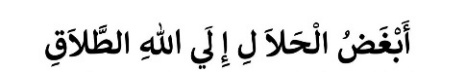 أَبْغَضُ الْحَلاَ لِ إِ لَي اللهِ الطَّلاَقِ